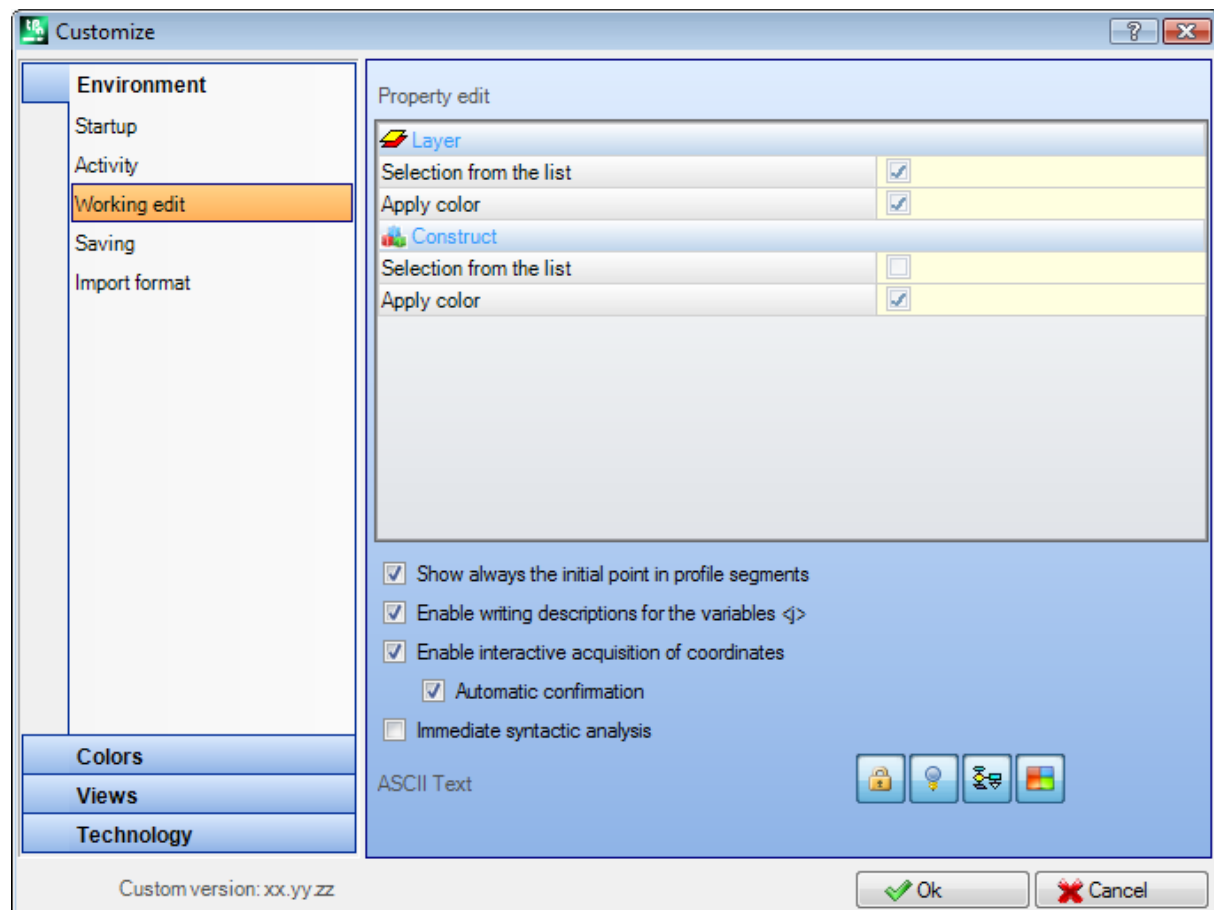 Customize
Environment
Startup
Activity
Working edit
Saving
Import format
Colors
Views
Technology
Property edit
Layer
Selection from the list
Apply color
Construct
Selection from the list
Apply color
Show always the initial point in profile segments
Enable writing descriptions for the variables <j>
Enable interactive acquisition of coordinates
Automatic confirmation
Immediate syntactic analysis
ASCII Text
Custom version: xx.yy.zz
Ok
Cancel